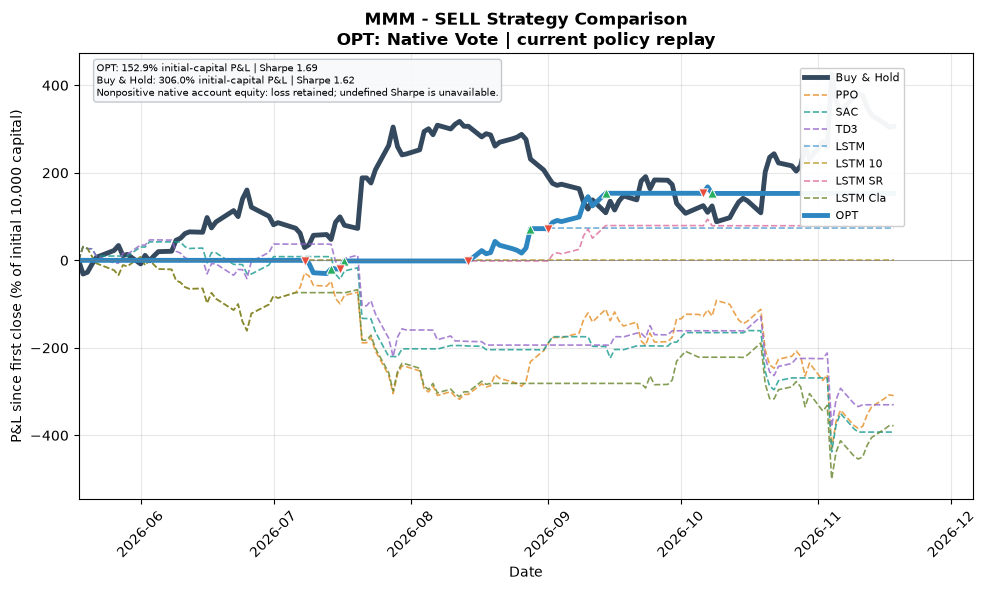 MMM - SELL Strategy Comparison
OPT: Native Vote | current policy replay
OPT: 152.9% initial-capital P&L | Sharpe 1.69
Buy & Hold: 306.0% initial-capital P&L | Sharpe 1.62
Nonpositive native account equity: loss retained; undefined Sharpe is unavailable.
Buy & Hold
PPO
SAC
TD3
LSTM
LSTM 10
LSTM SR
LSTM Cla
OPT
P&L since first close (% of initial 10,000 capital)
400
200
0
−200
−400
2026-06
2026-07
2026-08
2026-09
2026-10
2026-11
2026-12
Date